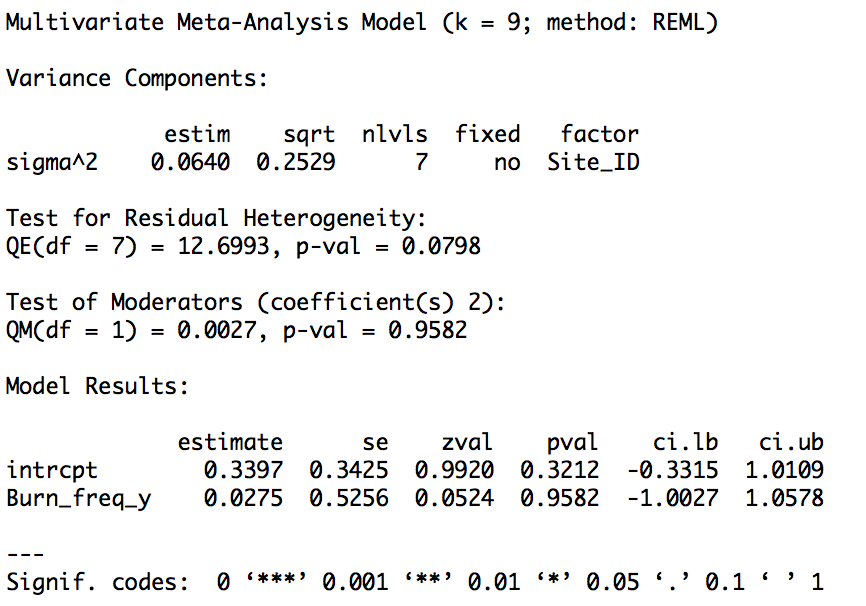 Multivariate Meta-Analysis Model (k = 9; method: REML)
Variance Components:
estim sqrt nlvls fixed factor
sigma^2 0.0640 0.2529 7 no Site_ID
Test for Residual Heterogeneity:
QE(df = 7) = 12.6993, p-val = 0.0798
Test of Moderators (coefficient(s) 2):
QM(df = 1) = 0.0027, p-val = 0.9582
Model Results:
estimate se zval pval ci.lb ci.ub
intrcpt 0.3397 0.3425 0.9920 0.3212 -0.3315 1.0109
Burn_freq_y 0.0275 0.5256 0.0524 0.9582 -1.0027 1.0578
---
Signif. codes: 0 ‘***’ 0.001 ‘**’ 0.01 ‘*’ 0.05 ‘.’ 0.1 ‘ ’ 1